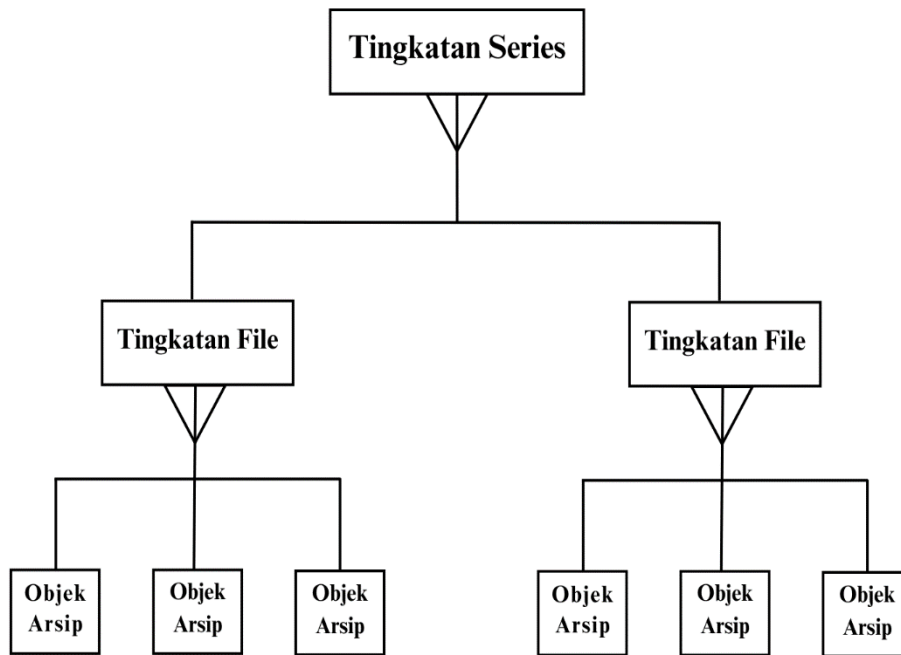 Tingkatan Series
Tingkatan File
Tingkatan File
Objek
Arsip
Objek
Arsip
Objek
Arsip
Objek
Arsip
Objek
Arsip
Objek
Arsip